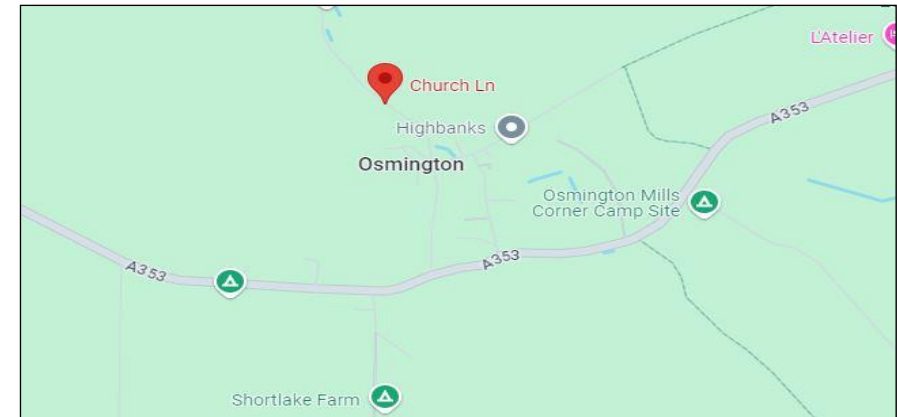 L'Atelier
Church Ln
A353
Highbanks
Osmington
Osmington Mills
Corner Camp Site
A353
A353
Shortlake Farm